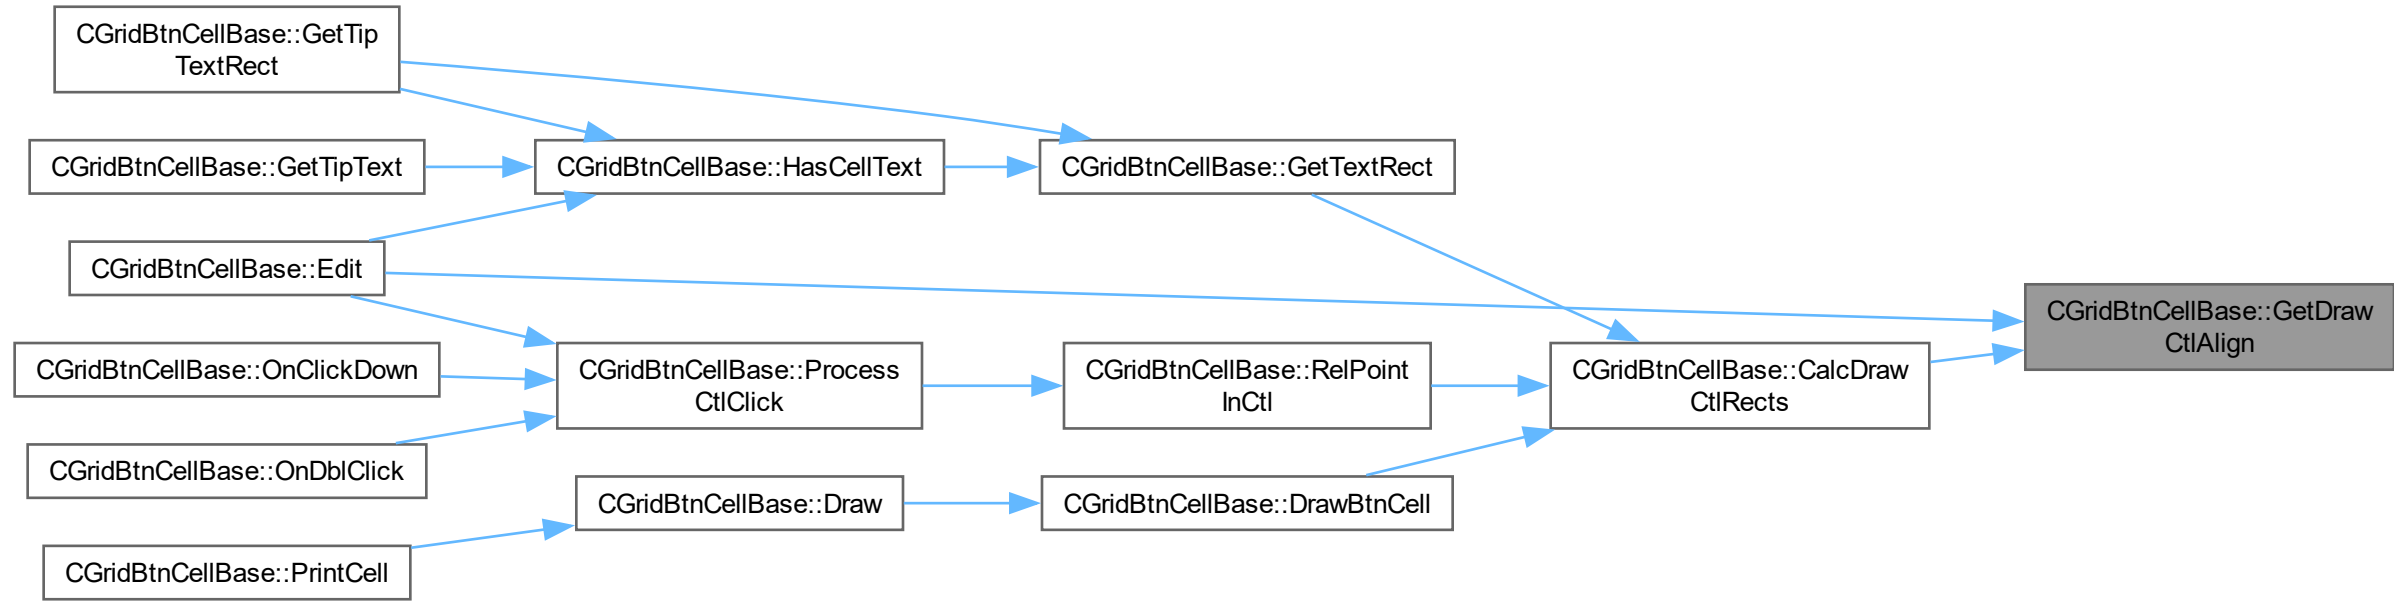 CGridBtnCellBase::GetTip
TextRect
CGridBtnCellBase::GetTipText
CGridBtnCellBase::HasCellText
CGridBtnCellBase::GetTextRect
CGridBtnCellBase::Edit
CGridBtnCellBase::GetDraw
CtlAlign
CGridBtnCellBase::OnClickDown
CGridBtnCellBase::Process
CtlClick
CGridBtnCellBase::RelPoint
InCtl
CGridBtnCellBase::CalcDraw
CtlRects
CGridBtnCellBase::OnDblClick
CGridBtnCellBase::Draw
CGridBtnCellBase::DrawBtnCell
CGridBtnCellBase::PrintCell